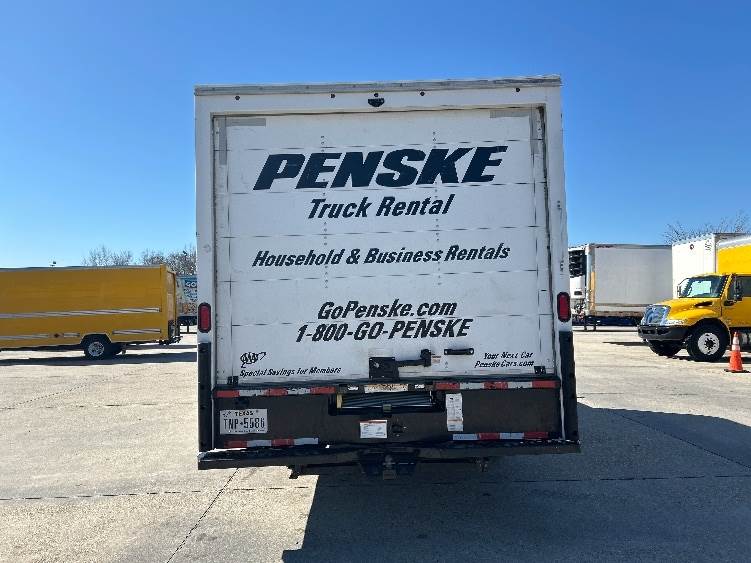 PENSKE
Truck Rental
Household & Business Rentals
GoPenske.com
1-800-GO-PENSKE
AAA
Special Savings for Members
Your Next Car
PenskeCars.com
TEXAS
TNP-5586